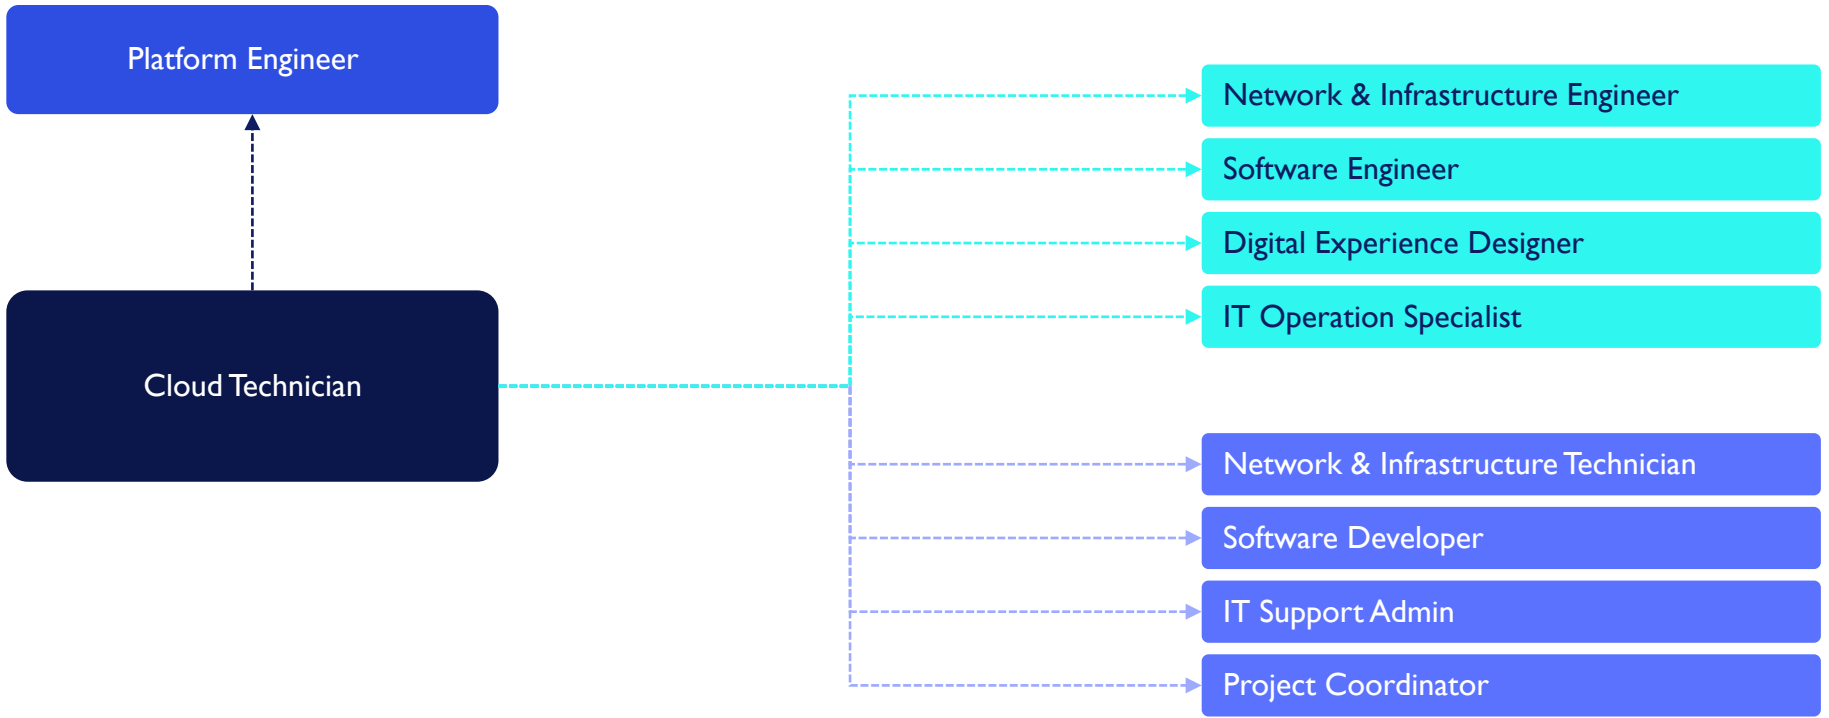 Platform Engineer
Cloud Technician
Network & Infrastructure Engineer
Software Engineer
Digital Experience Designer
IT Operation Specialist
Network & Infrastructure Technician
Software Developer
IT Support Admin
Project Coordinator